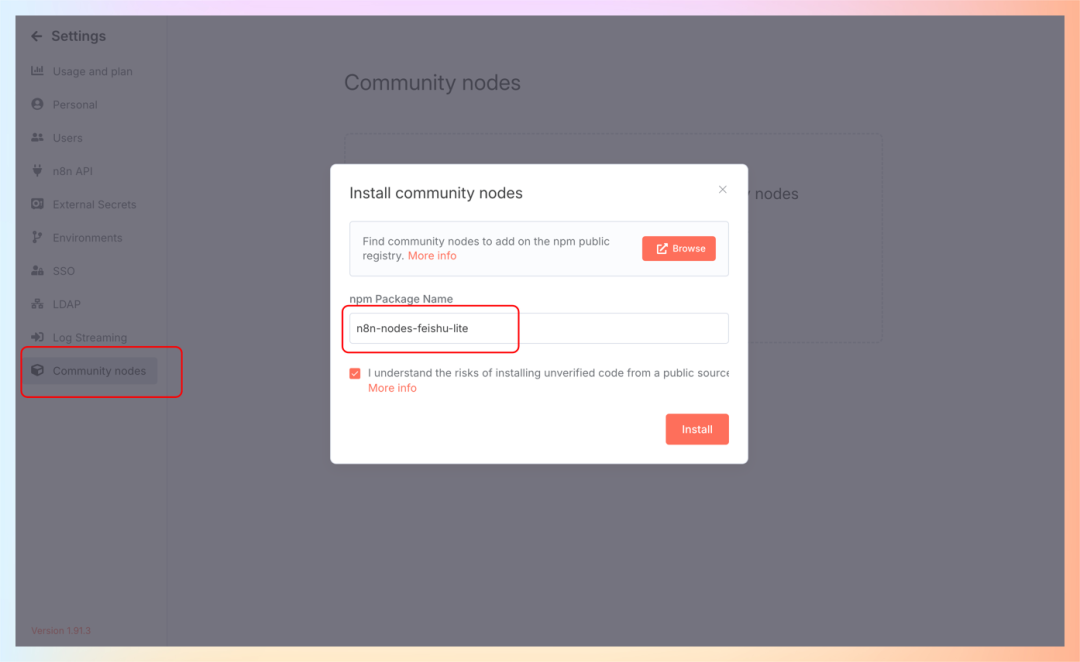 Settings
Usage and plan
Personal
Users
n8n API
External Secrets
Environments
SSO
LDAP
Log Streaming
Community nodes
Version 1.91.3
Community nodes
nodes
Install community nodes
Find community nodes to add on the npm public
registry. More info
Browse
npm Package Name
n8n-nodes-feishu-lite
I understand the risks of installing unverified code from a public source
More info
Install